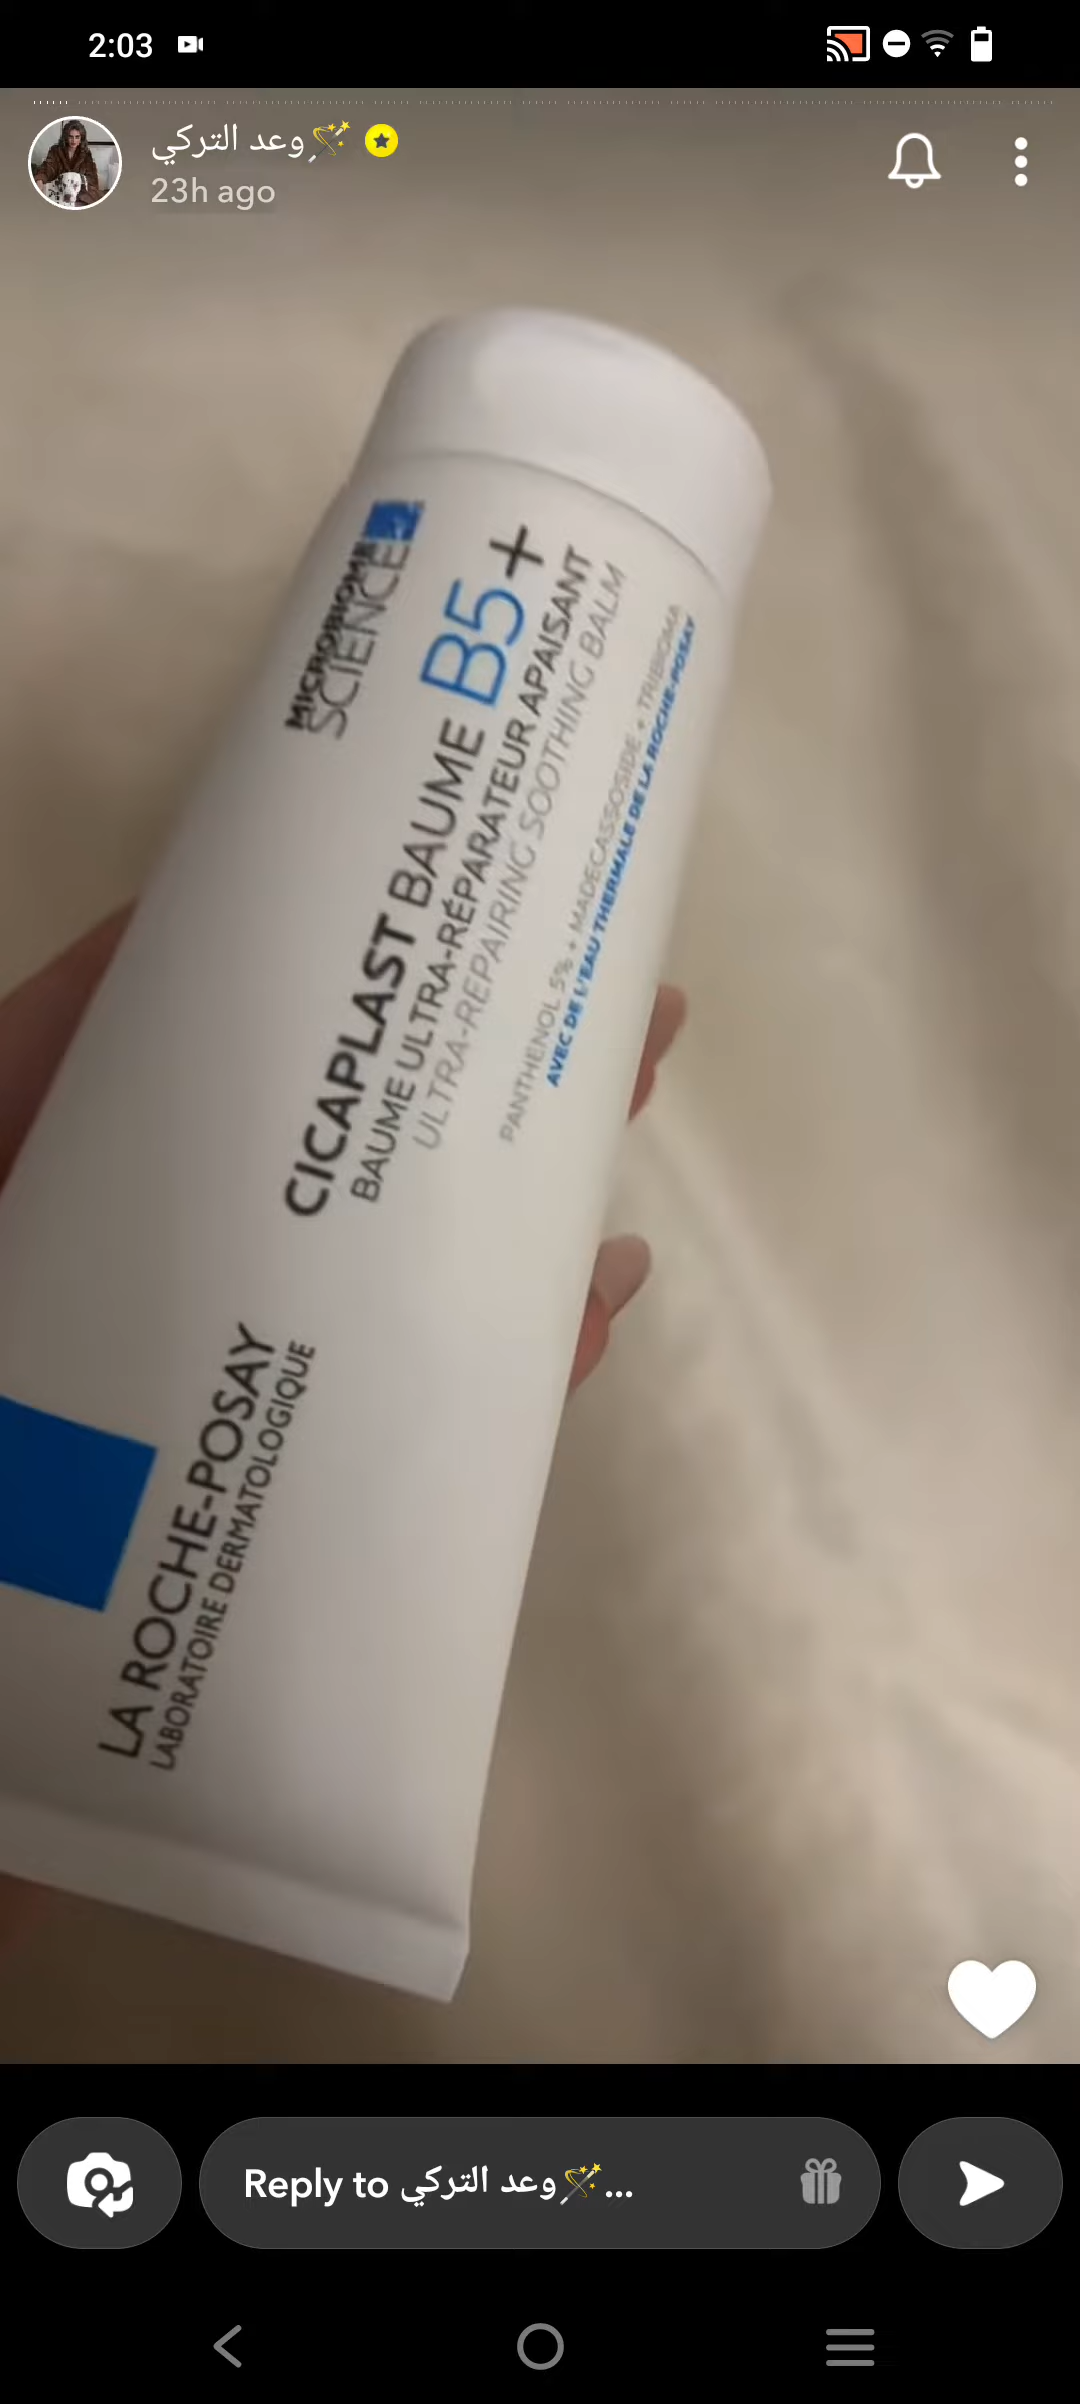 2:03
وعد التركي
23h ago
MICROBIOME
SCIENCE
CICAPLAST BAUME B5+
BAUME ULTRA-RÉPARATEUR APAISANT
ULTRA-REPAIRING SOOTHING BALM
PANTHENOL 5% + MADECASSOSIDE + TRIBIOMA
AVEC DE L'EAU THERMALE DE LA ROCHE-POSAY
LA ROCHE-POSAY
LABORATOIRE DERMATOLOGIQUE
Reply to وعد التركي...